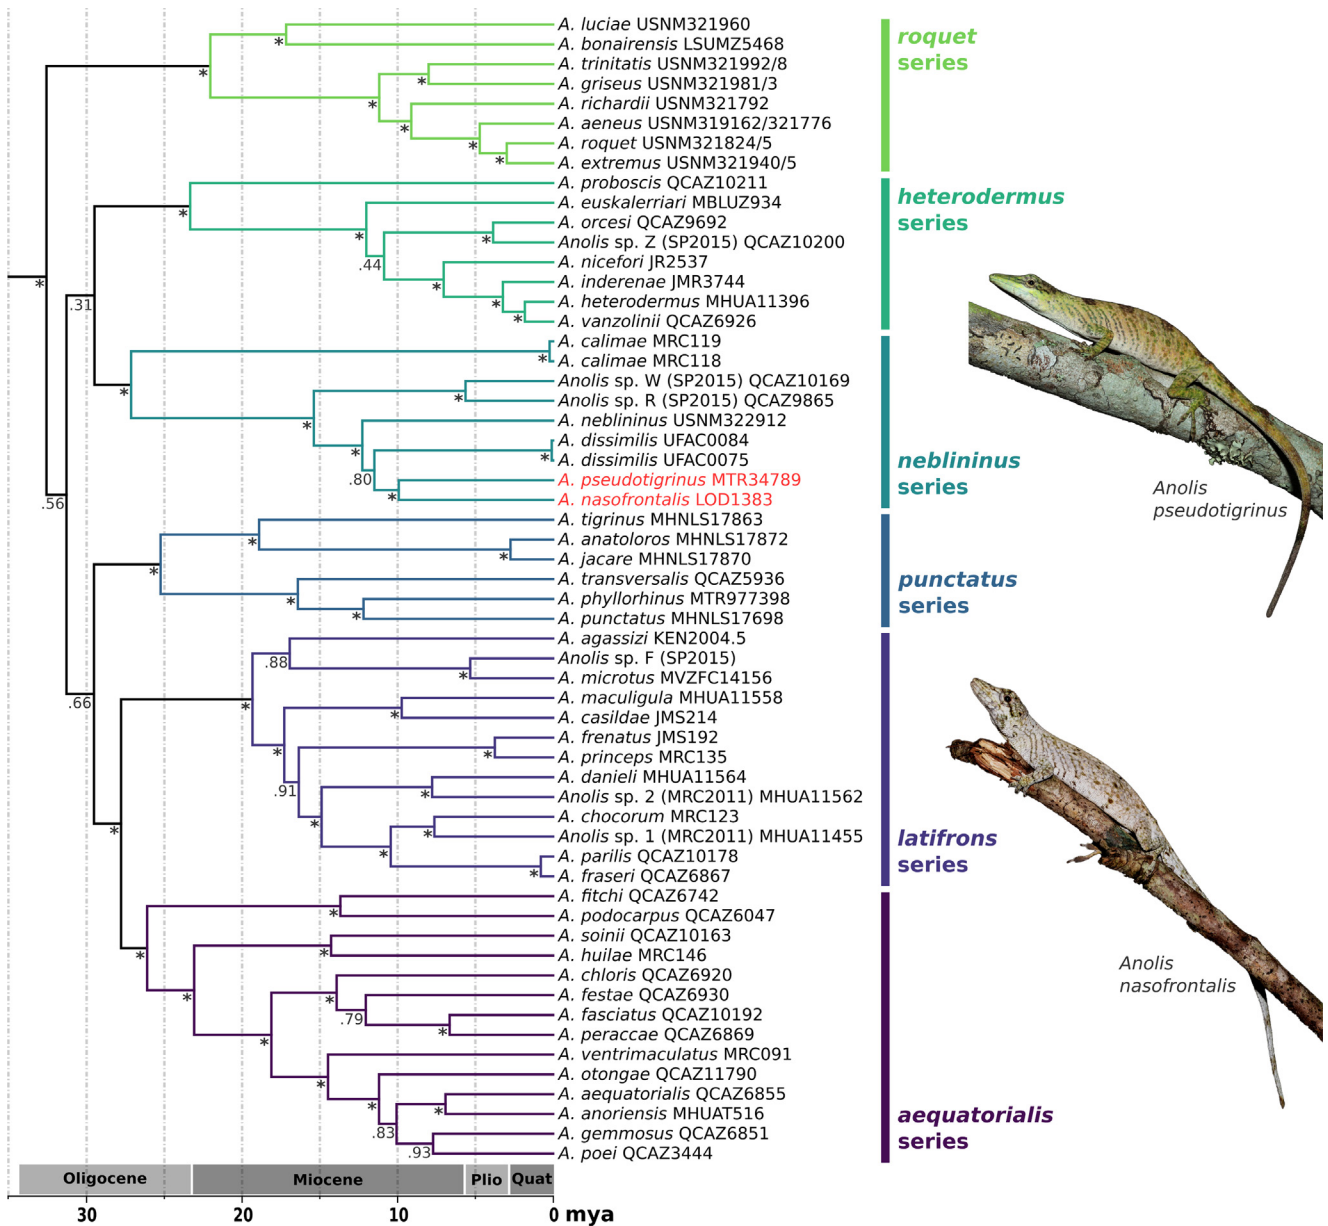 A. luciae USNM321960
A. bonairensis LSUMZ5468
A. trinitatis USNM321992/8
A. griseus USNM321981/3
A. richardii USNM321792
A. aeneus USNM319162/321776
A. roquet USNM321824/5
A. extremus USNM321940/5
roquet
series
A. proboscis QCAZ10211
A. euskalerriari MBLUZ934
A. orcesi QCAZ9692
Anolis sp. Z (SP2015) QCAZ10200
A. nicefori JR2537
A. inderenae JMR3744
A. heterodermus MHUA11396
A. vanzolinii QCAZ6926
heterodermus
series
A. calimae MRC119
A. calimae MRC118
Anolis sp. W (SP2015) QCAZ10169
Anolis sp. R (SP2015) QCAZ9865
A. neblininus USNM322912
A. dissimilis UFAC0084
A. dissimilis UFAC0075
A. pseudotigrinus MTR34789
A. nasofrontalis LOD1383
neblininus
series
A. tigrinus MHNLS17863
A. anatoloros MHNLS17872
A. jacare MHNLS17870
A. transversalis QCAZ5936
A. phyllorhinus MTR977398
A. punctatus MHNLS17698
punctatus
series
A. agassizi KEN2004.5
Anolis sp. F (SP2015)
A. microtus MVZFC14156
A. maculigula MHUA11558
A. casildae JMS214
A. frenatus JMS192
A. princeps MRC135
A. danieli MHUA11564
Anolis sp. 2 (MRC2011) MHUA11562
A. chocorum MRC123
Anolis sp. 1 (MRC2011) MHUA11455
A. parilis QCAZ10178
A. fraseri QCAZ6867
latifrons
series
A. fitchi QCAZ6742
A. podocarpus QCAZ6047
A. soinii QCAZ10163
A. huilae MRC146
A. chloris QCAZ6920
A. festae QCAZ6930
A. fasciatus QCAZ10192
A. peraccae QCAZ6869
A. ventrimaculatus MRC091
A. otongae QCAZ11790
A. aequatorialis QCAZ6855
A. anoriensis MHUAT516
A. gemmosus QCAZ6851
A. poei QCAZ3444
aequatorialis
series
Anolis
pseudotigrinus
Anolis
nasofrontalis
.44
.31
.80
.56
.88
.66
.91
.79
.83
.93
Oligocene Miocene Plio Quat
30 20 10 0 mya